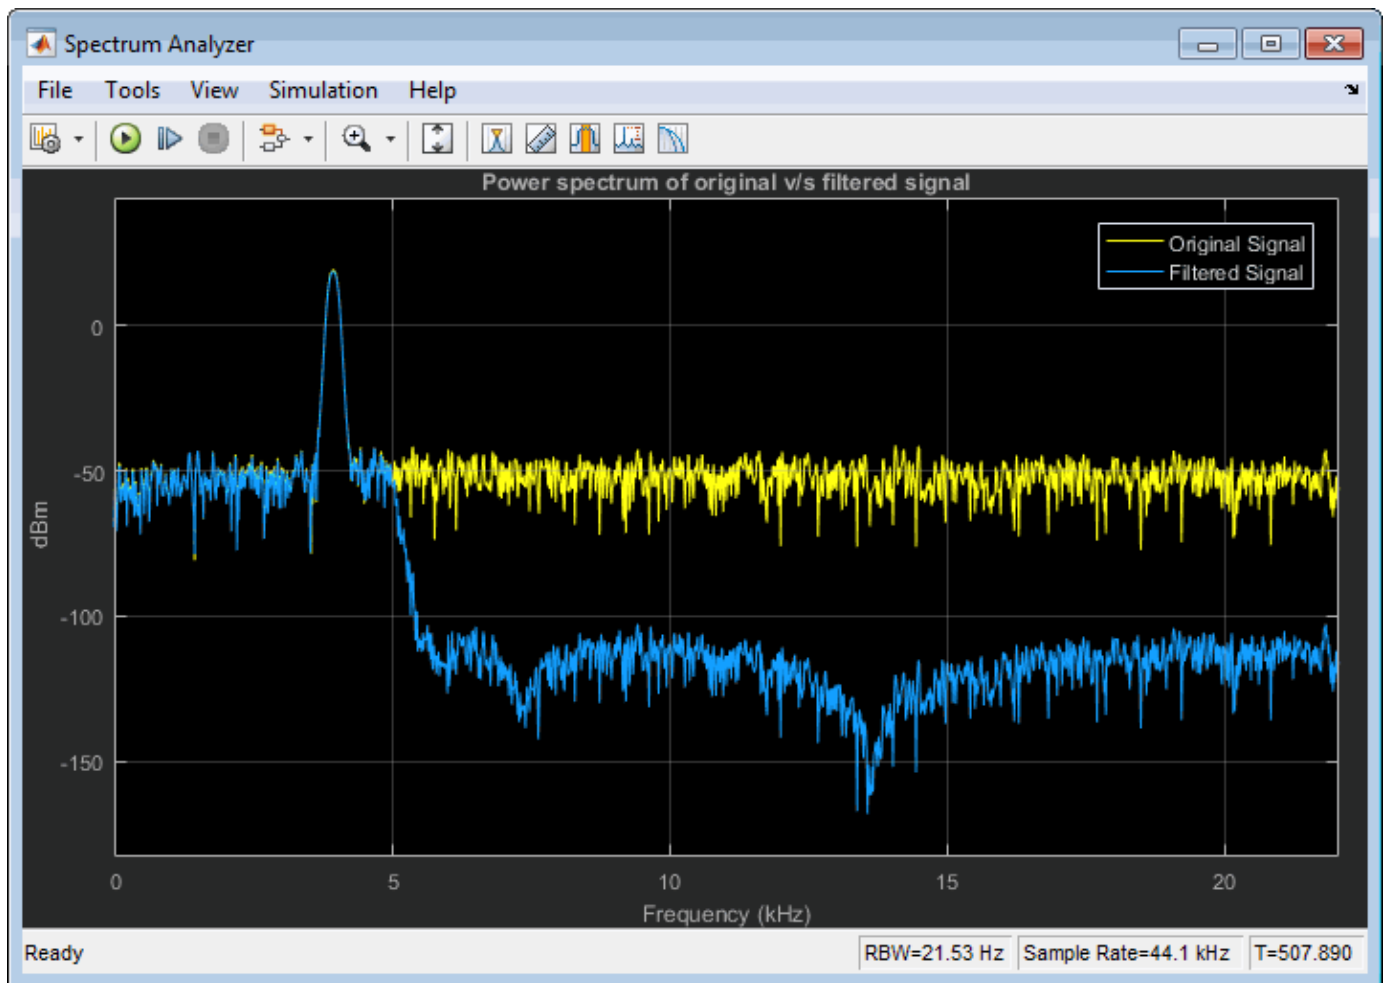 Spectrum Analyzer
File Tools View Simulation Help
Power spectrum of original v/s filtered signal
Original Signal
Filtered Signal
0
-50
-100
-150
dBm
0 5 10 15 20
Frequency (kHz)
Ready RBW=21.53 Hz Sample Rate=44.1 kHz T=507.890